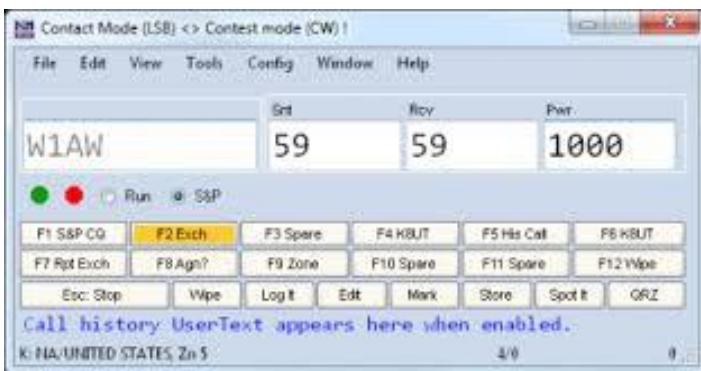 Contact Mode (LSB) <> Contest mode (CW) !
File Edit View Tools Config Window Help
Snt Rcv Pwr
W1AW 59 59 1000
Run S&P
F1 S&P CQ F2 Exch F3 Spare F4 K8UT F5 His Call F6 K8UT
F7 Rpt Exch F8 Agn? F9 Zone F10 Spare F11 Spare F12 Wipe
Esc: Stop Wipe Log It Edit Mark Store Spot It QRZ
Call history UserText appears here when enabled.
K: NA/UNITED STATES, Zn 5 4/0 0